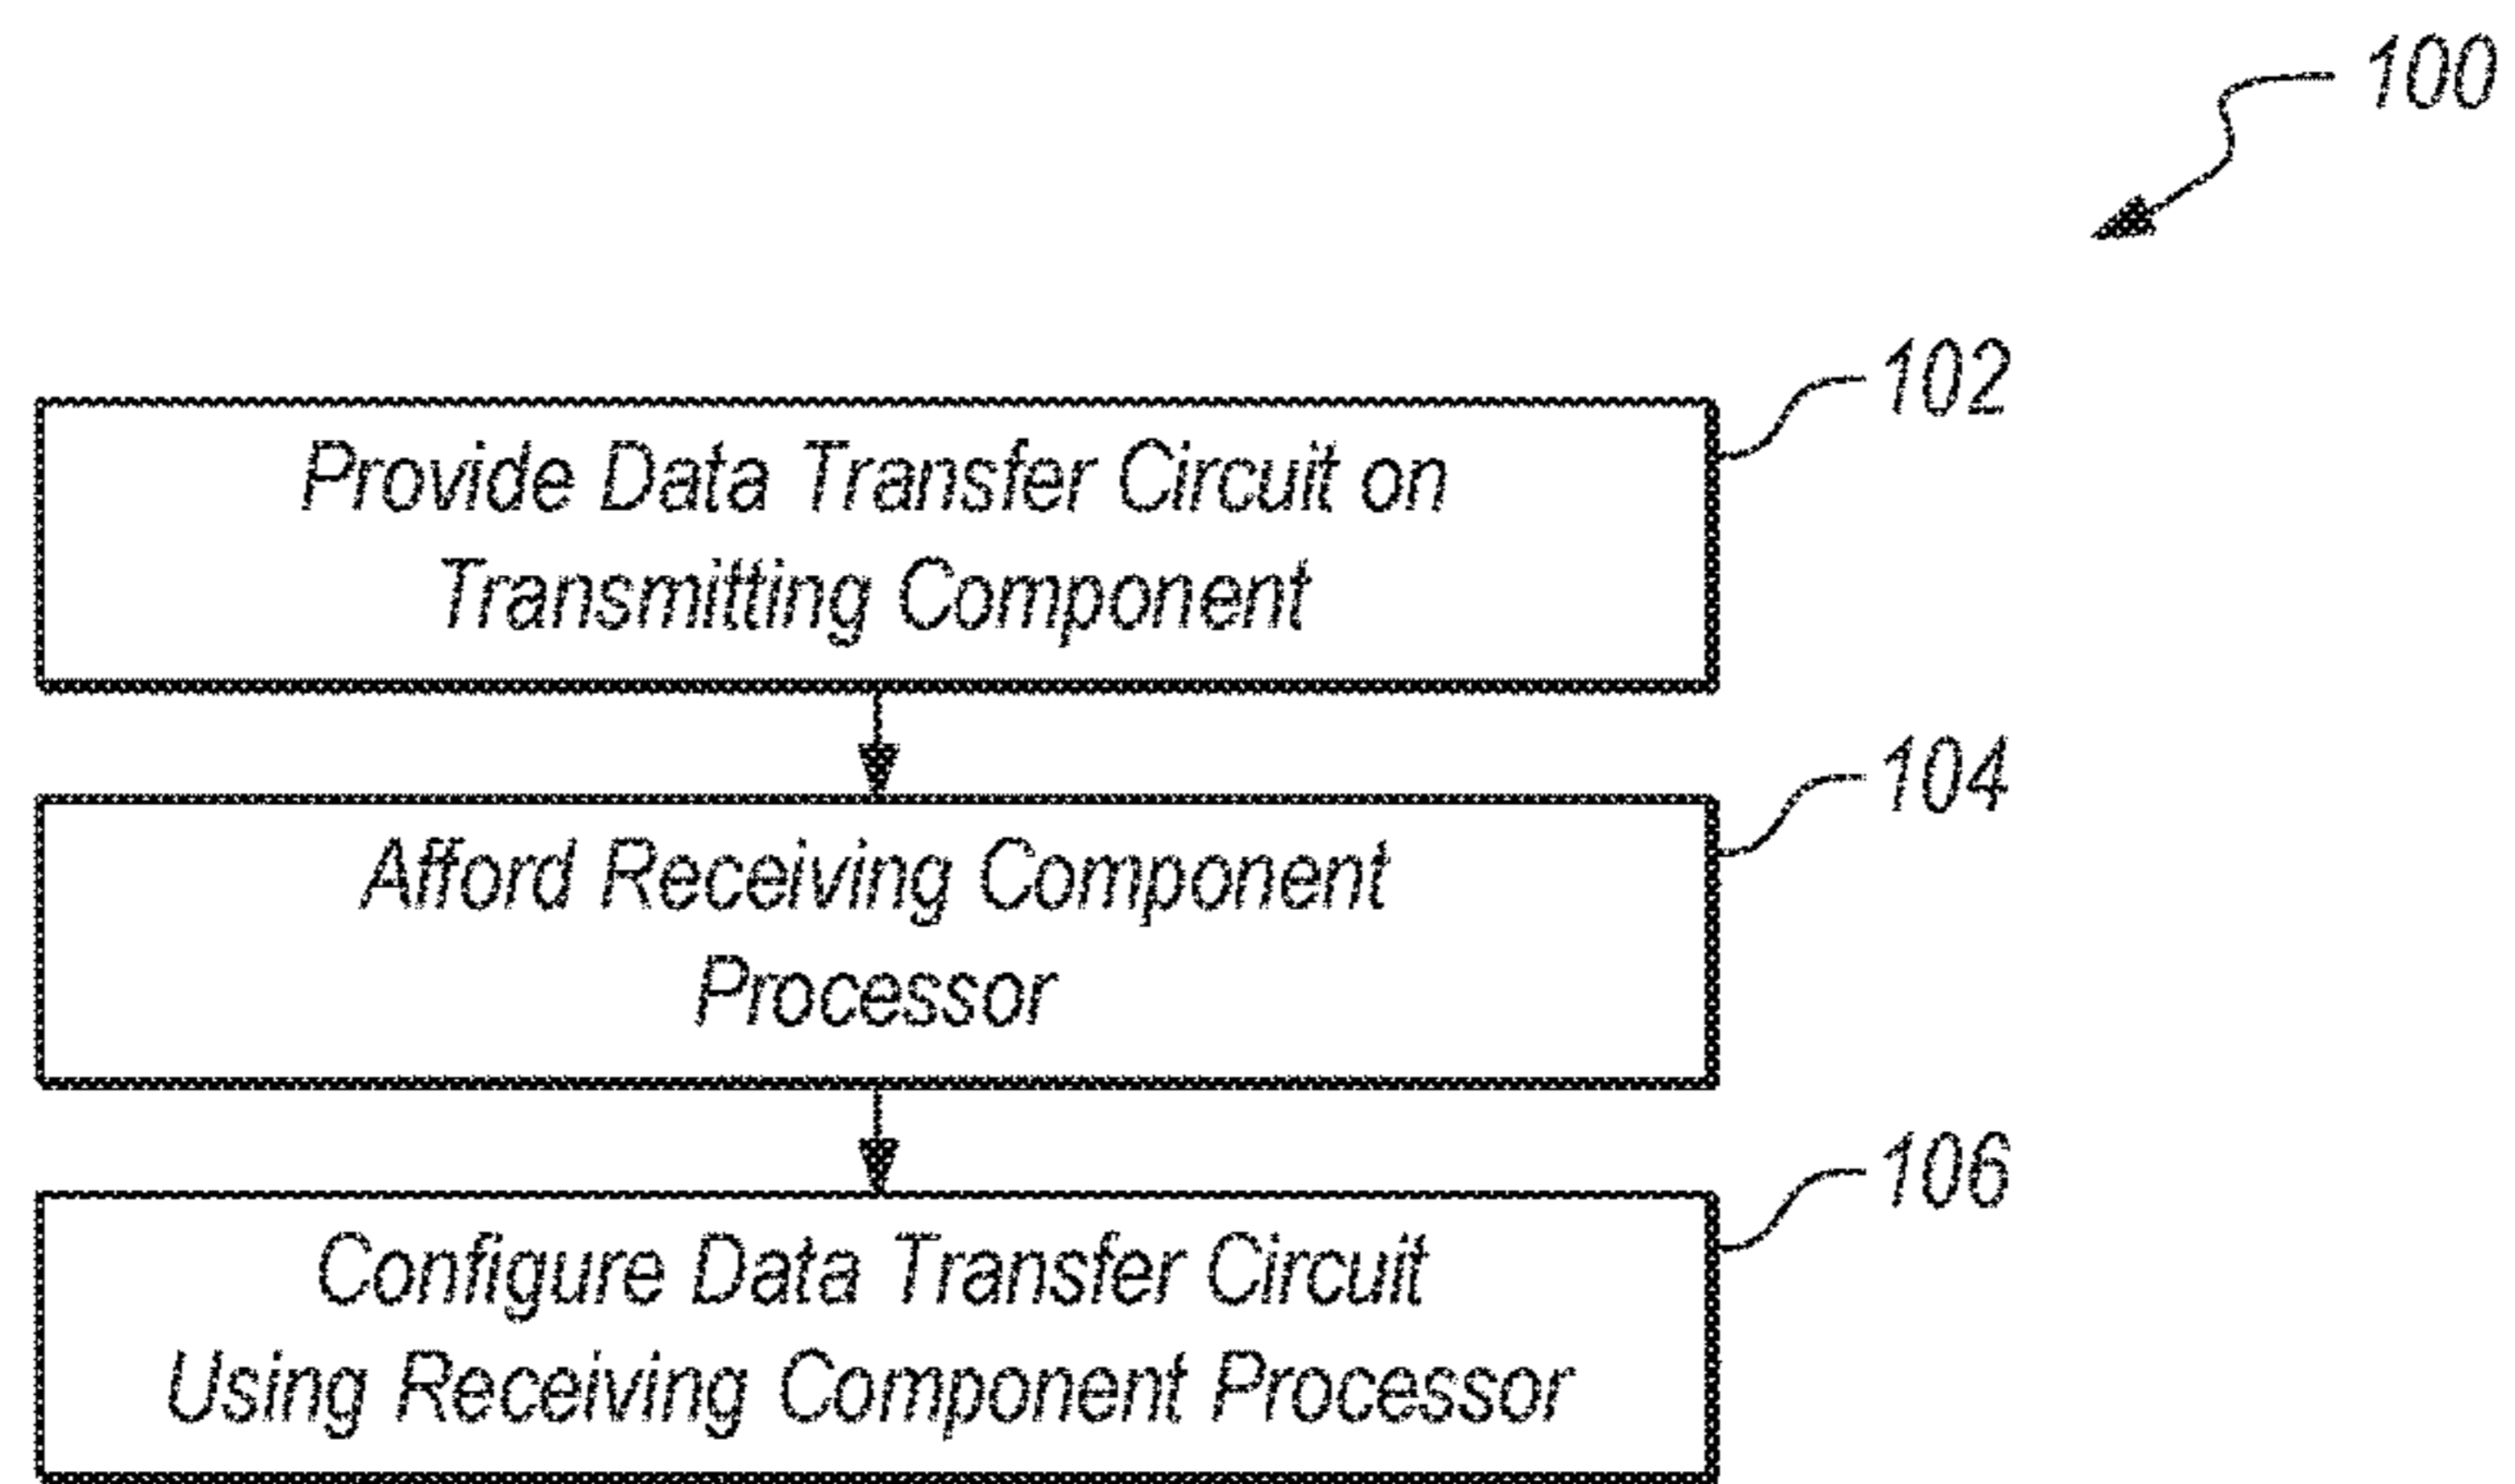 100
102
Provide Data Transfer Circuit on
Transmitting Component
104
Afford Receiving Component
Processor
106
Configure Data Transfer Circuit
Using Receiving Component Processor